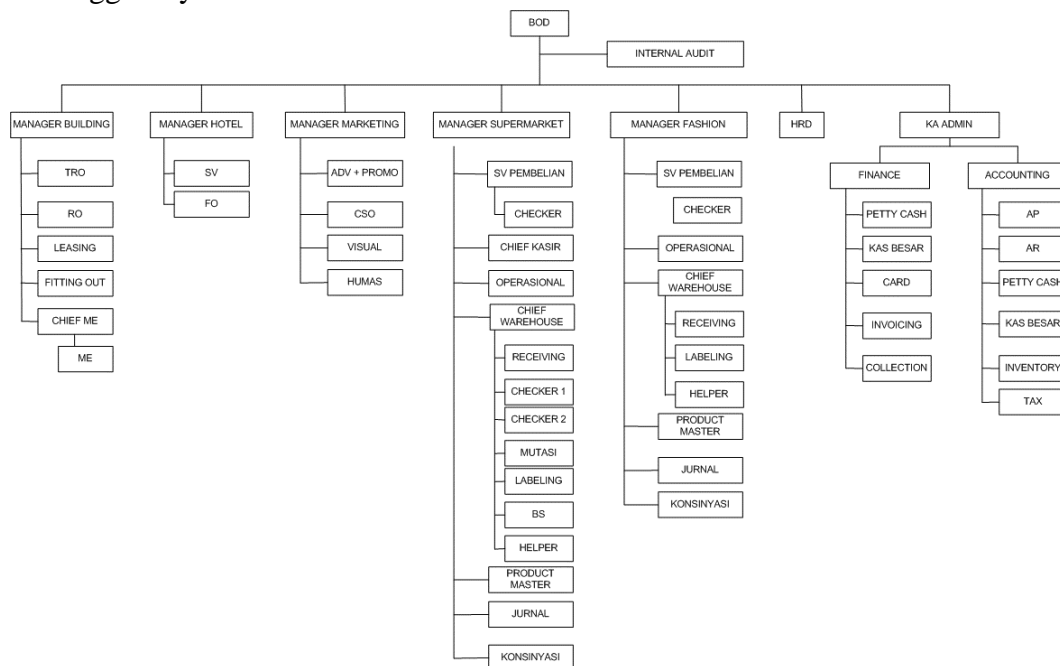 BOD
INTERNAL AUDIT
MANAGER BUILDING
MANAGER HOTEL
MANAGER MARKETING
MANAGER SUPERMARKET
MANAGER FASHION
HRD
KA ADMIN
TRO
RO
LEASING
FITTING OUT
CHIEF ME
ME
SV
FO
ADV + PROMO
CSO
VISUAL
HUMAS
SV PEMBELIAN
CHECKER
CHIEF KASIR
OPERASIONAL
CHIEF
WAREHOUSE
RECEIVING
CHECKER 1
CHECKER 2
MUTASI
LABELING
BS
HELPER
PRODUCT
MASTER
JURNAL
KONSINYASI
SV PEMBELIAN
CHECKER
OPERASIONAL
CHIEF
WAREHOUSE
RECEIVING
LABELING
HELPER
PRODUCT
MASTER
JURNAL
KONSINYASI
FINANCE
PETTY CASH
KAS BESAR
CARD
INVOICING
COLLECTION
ACCOUNTING
AP
AR
PETTY CASH
KAS BESAR
INVENTORY
TAX